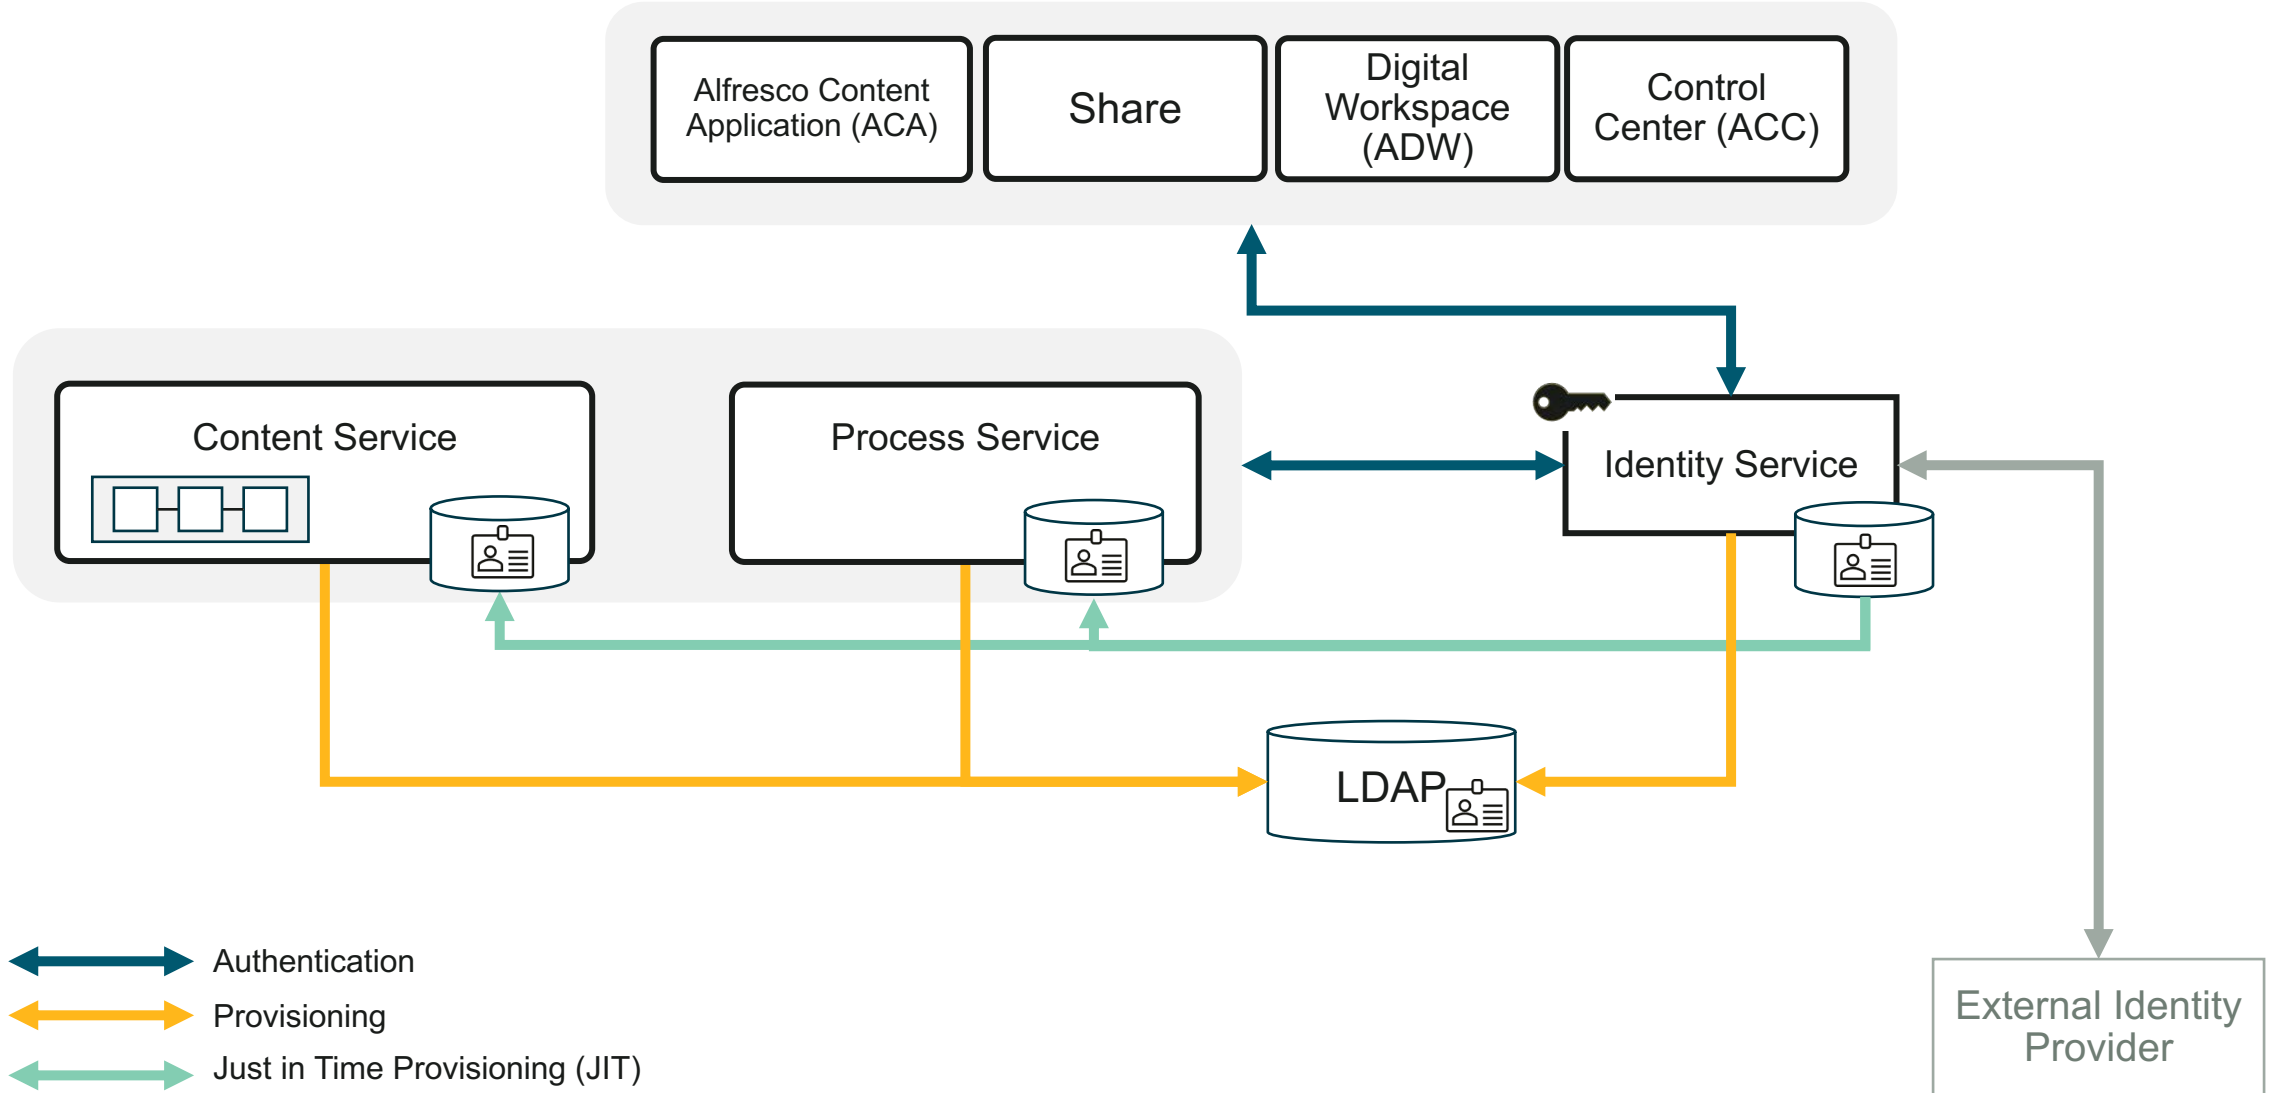 Alfresco Content
Application (ACA)
Share
Digital
Workspace
(ADW)
Control
Center (ACC)
Content Service
Process Service
Identity Service
LDAP
Authentication
Provisioning
Just in Time Provisioning (JIT)
External Identity
Provider